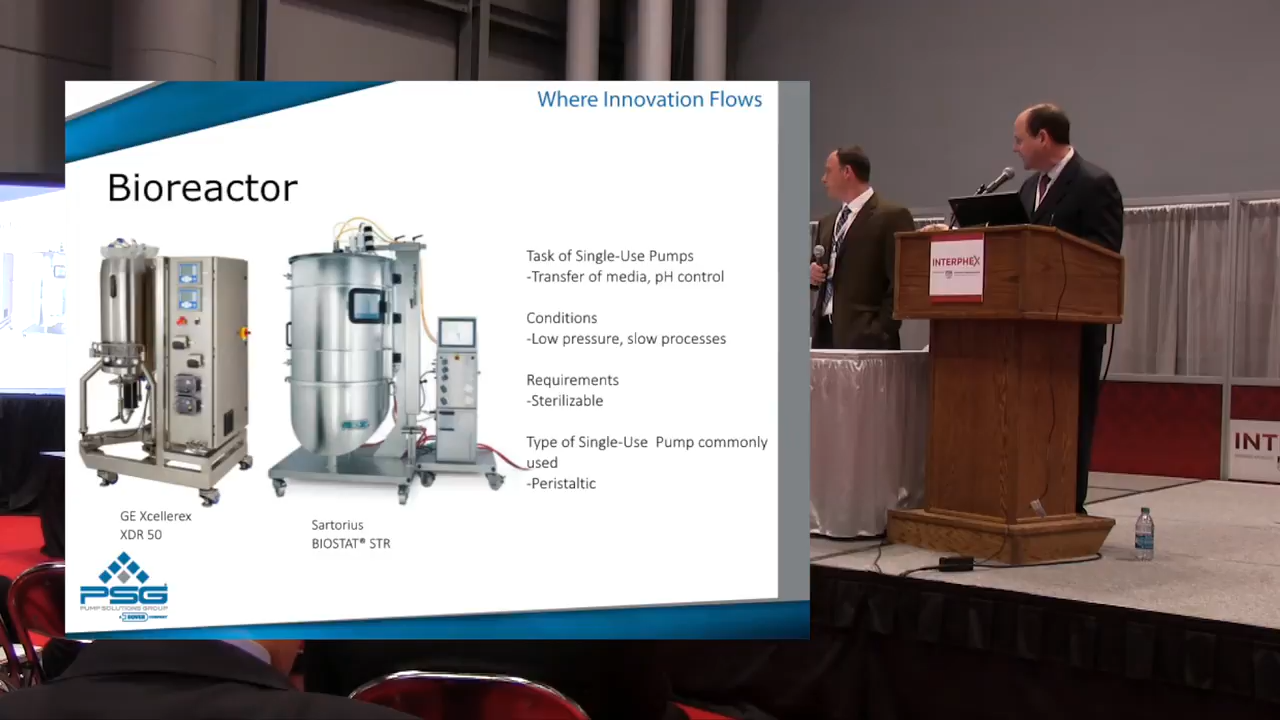 Where Innovation Flows
Bioreactor
Task of Single-Use Pumps
-Transfer of media, pH control
Conditions
-Low pressure, slow processes
Requirements
-Sterilizable
Type of Single-Use Pump commonly
used
-Peristaltic
GE Xcellerex
XDR 50
Sartorius
BIOSTAT® STR
PSG
PUMP SOLUTIONS GROUP
A DOVER COMPANY
INTERPHEX
INT